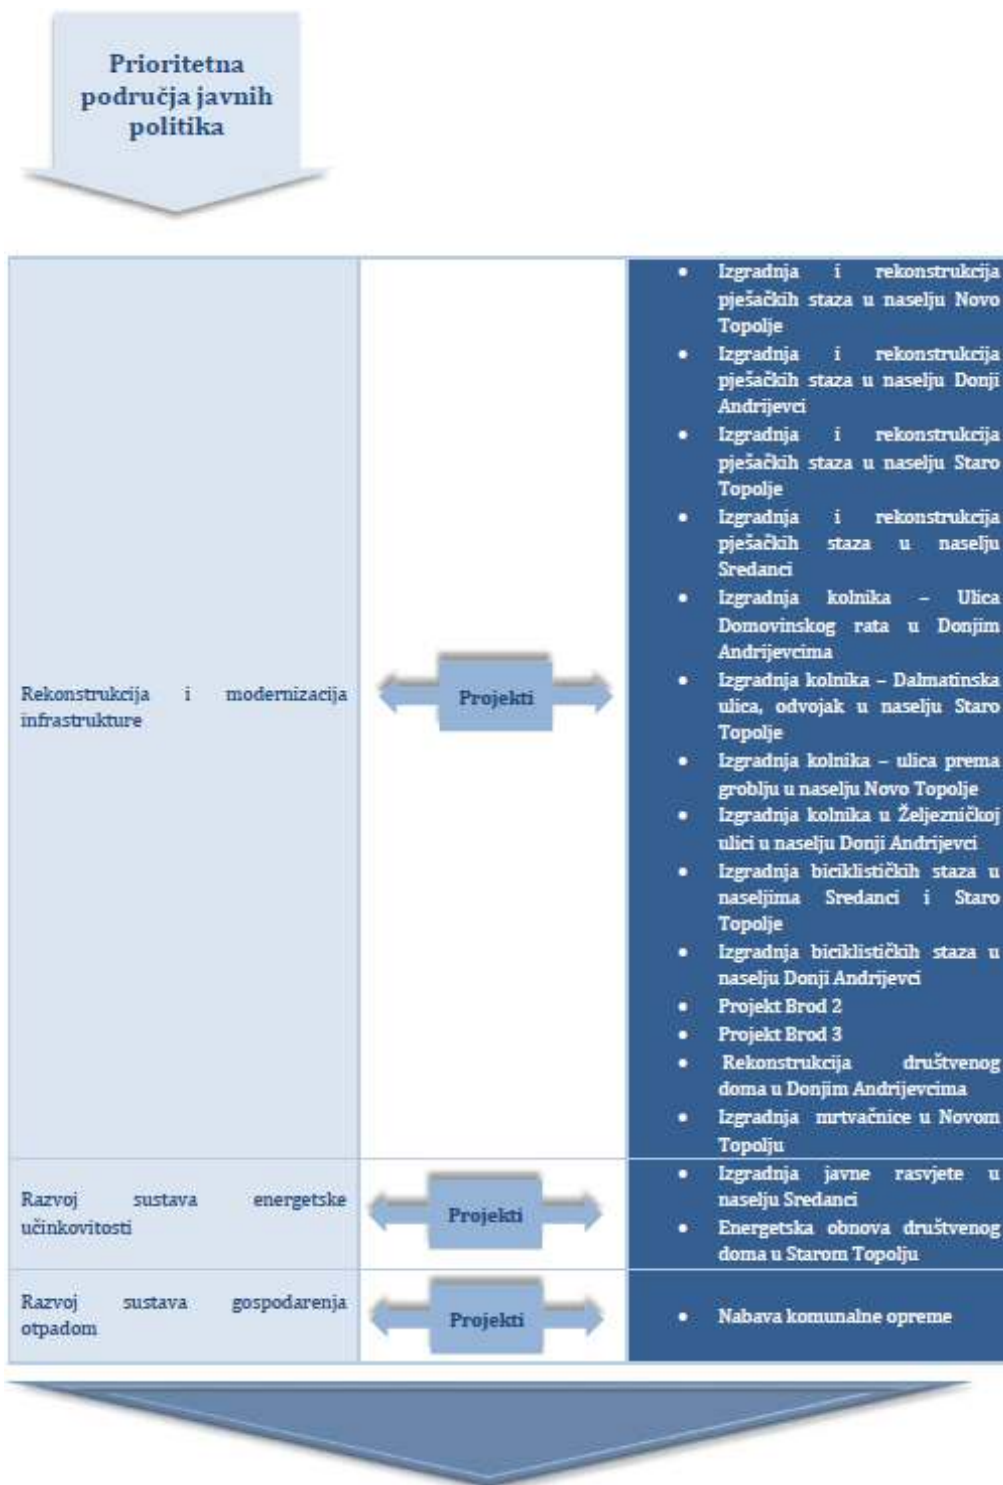 Prioritetna
područja javnih
politika
Rekonstrukcija i modernizacija
infrastrukture
Projekti
• Izgradnja i rekonstrukcija
pješačkih staza u naselju Novo
Topolje
• Izgradnja i rekonstrukcija
pješačkih staza u naselju Donji
Andrijevci
• Izgradnja i rekonstrukcija
pješačkih staza u naselju Staro
Topolje
• Izgradnja i rekonstrukcija
pješačkih staza u naselju
Sredanci
• Izgradnja kolnika – Ulica
Domovinskog rata u Donjim
Andrijevcima
• Izgradnja kolnika – Dalmatinska
ulica, odvojak u naselju Staro
Topolje
• Izgradnja kolnika – ulica prema
groblju u naselju Novo Topolje
• Izgradnja kolnika u Željezničkoj
ulici u naselju Donji Andrijevci
• Izgradnja biciklističkih staza u
naseljima Sredanci i Staro
Topolje
• Izgradnja biciklističkih staza u
naselju Donji Andrijevci
• Projekt Brod 2
• Projekt Brod 3
• Rekonstrukcija društvenog
doma u Donjim Andrijevcima
• Izgradnja mrtvačnice u Novom
Topolju
Razvoj sustava energetske
učinkovitosti
Projekti
• Izgradnja javne rasvjete u
naselju Sredanci
• Energetska obnova društvenog
doma u Starom Topolju
Razvoj sustava gospodarenja
otpadom
Projekti
• Nabava komunalne opreme